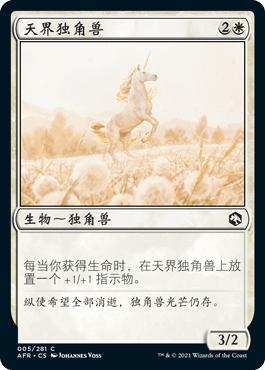 天界独角兽 2
生物～独角兽
每当你获得生命时，在天界独角兽上放
置一个 +1/+1 指示物。
纵使希望全部消逝，独角兽光芒仍存。
3/2
005/281 C
AFR • CS Johannes Voss
™ & © 2021 Wizards of the Coast